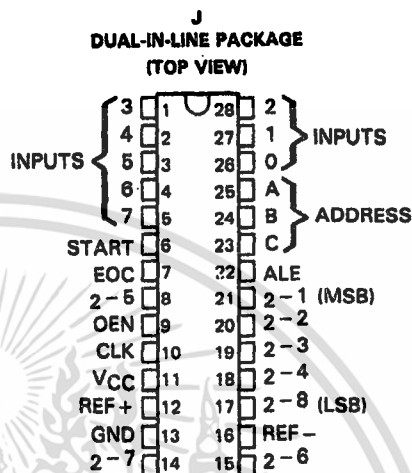 J
DUAL-IN-LINE PACKAGE
(TOP VIEW)
3 1 28 2
4 2 27 1
INPUTS 5 3 26 0 INPUTS
6 4 25 A
7 5 24 B ADDRESS
START 6 23 C
EOC 7 22 ALE
2-5 8 21 2-1 (MSB)
OEN 9 20 2-2
CLK 10 19 2-3
VCC 11 18 2-4
REF+ 12 17 2-8 (LSB)
GND 13 16 REF-
2-7 14 15 2-6